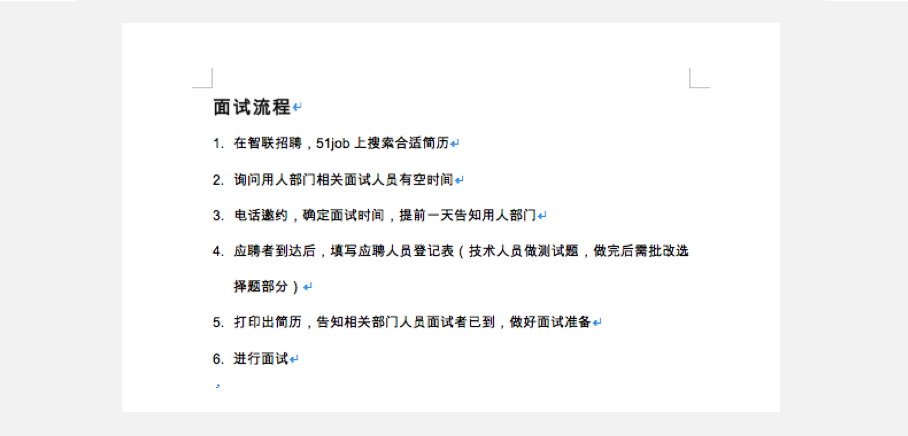 面试流程
1. 在智联招聘，51job 上搜索合适简历
2. 询问用人部门相关面试人员有空时间
3. 电话邀约，确定面试时间，提前一天告知用人部门
4. 应聘者到达后，填写应聘人员登记表（技术人员做测试题，做完后需批改选
择题部分）
5. 打印出简历，告知相关部门人员面试者已到，做好面试准备
6. 进行面试